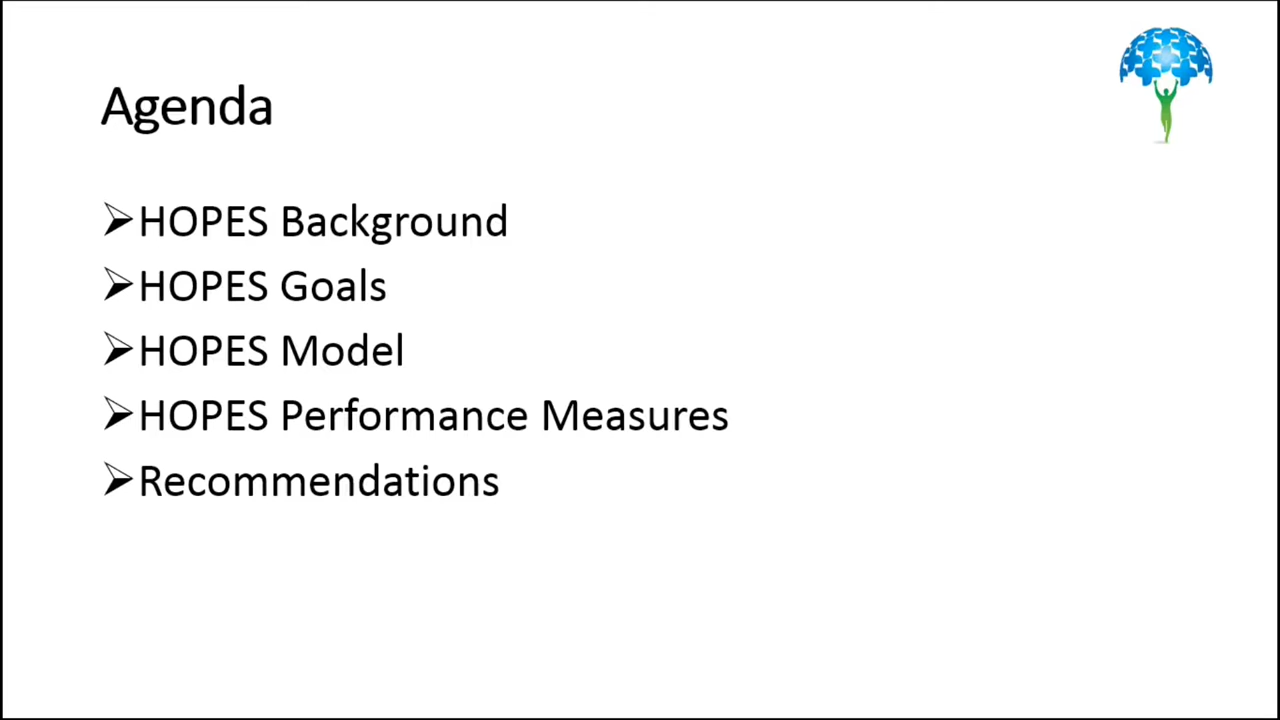 Agenda
➢HOPES Background
➢HOPES Goals
➢HOPES Model
➢HOPES Performance Measures
➢Recommendations